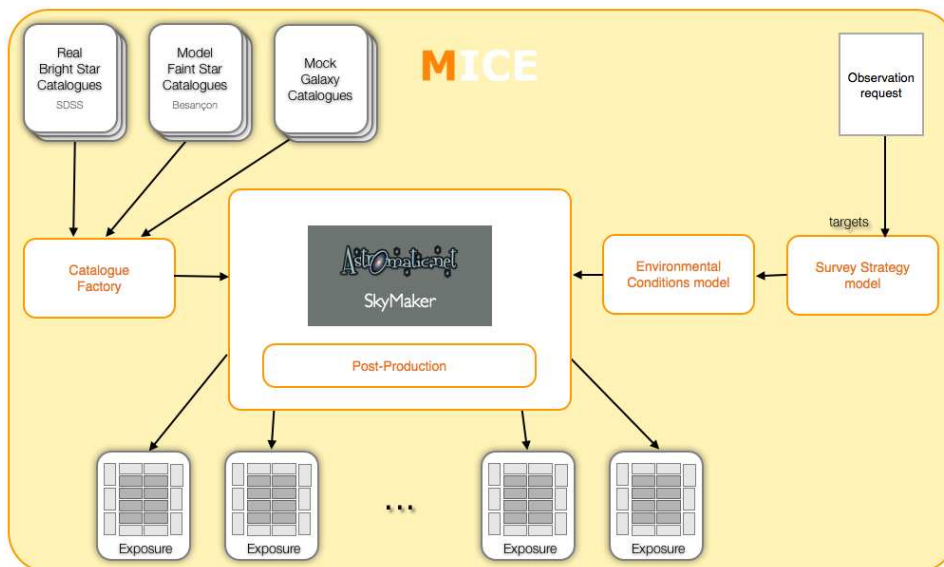 Real
Bright Star
Catalogues
SDSS
Model
Faint Star
Catalogues
Besançon
Mock
Galaxy
Catalogues
MICE
Observation
request
targets
Catalogue
Factory
Astromatic.net
SkyMaker
Post-Production
Environmental
Conditions model
Survey Strategy
model
Exposure
Exposure
...
Exposure
Exposure